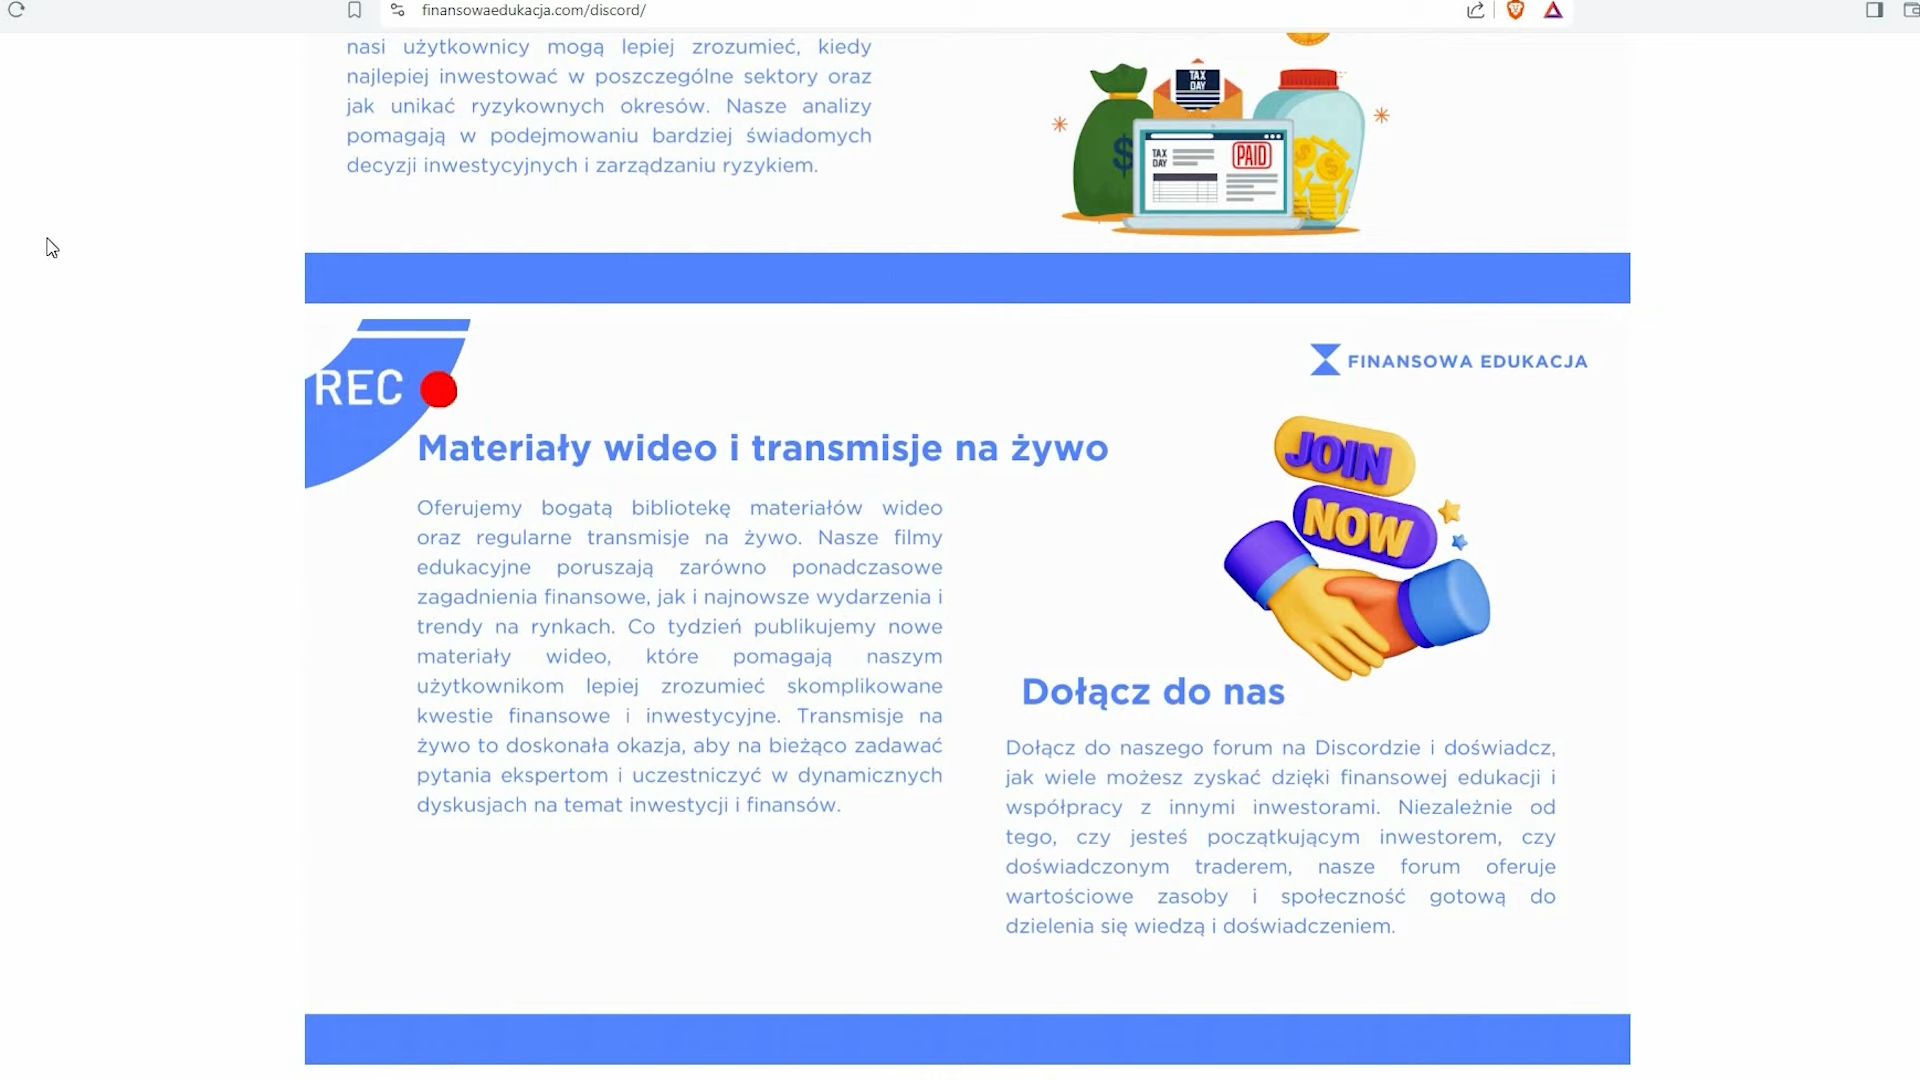 finansowaedukacja.com/discord/
nasi użytkownicy mogą lepiej zrozumieć, kiedy
najlepiej inwestować w poszczególne sektory oraz
jak unikać ryzykownych okresów. Nasze analizy
pomagają w podejmowaniu bardziej świadomych
decyzji inwestycyjnych i zarządzaniu ryzykiem.
TAX
DAY
$
TAX
DAY
PAID
REC
FINANSOWA EDUKACJA
Materiały wideo i transmisje na żywo
Oferujemy bogatą bibliotekę materiałów wideo
oraz regularne transmisje na żywo. Nasze filmy
edukacyjne poruszają zarówno ponadczasowe
zagadnienia finansowe, jak i najnowsze wydarzenia i
trendy na rynkach. Co tydzień publikujemy nowe
materiały wideo, które pomagają naszym
użytkownikom lepiej zrozumieć skomplikowane
kwestie finansowe i inwestycyjne. Transmisje na
żywo to doskonała okazja, aby na bieżąco zadawać
pytania ekspertom i uczestniczyć w dynamicznych
dyskusjach na temat inwestycji i finansów.
JOIN
NOW
Dołącz do nas
Dołącz do naszego forum na Discordzie i doświadcz,
jak wiele możesz zyskać dzięki finansowej edukacji i
współpracy z innymi inwestorami. Niezależnie od
tego, czy jesteś początkującym inwestorem, czy
doświadczonym traderem, nasze forum oferuje
wartościowe zasoby i społeczność gotową do
dzielenia się wiedzą i doświadczeniem.